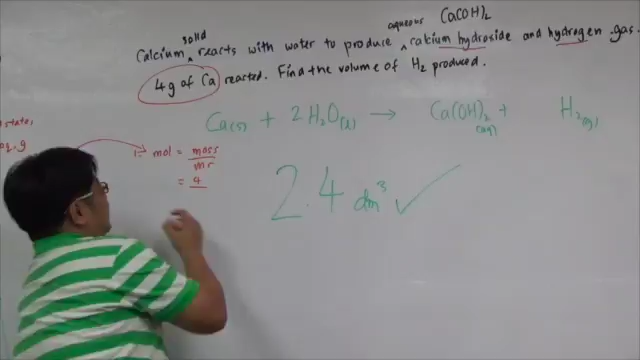 solid aqueous Ca(OH)2
Calcium ^ reacts with water to produce ^ calcium hydroxide and hydrogen gas.
4g of Ca reacted. Find the volume of H2 produced.
Ca(s) + 2H2O(l) → Ca(OH)2 (aq) + H2(g)
state,
aq. g
mol = mass
mr
= 4
2.4 dm³ ✓